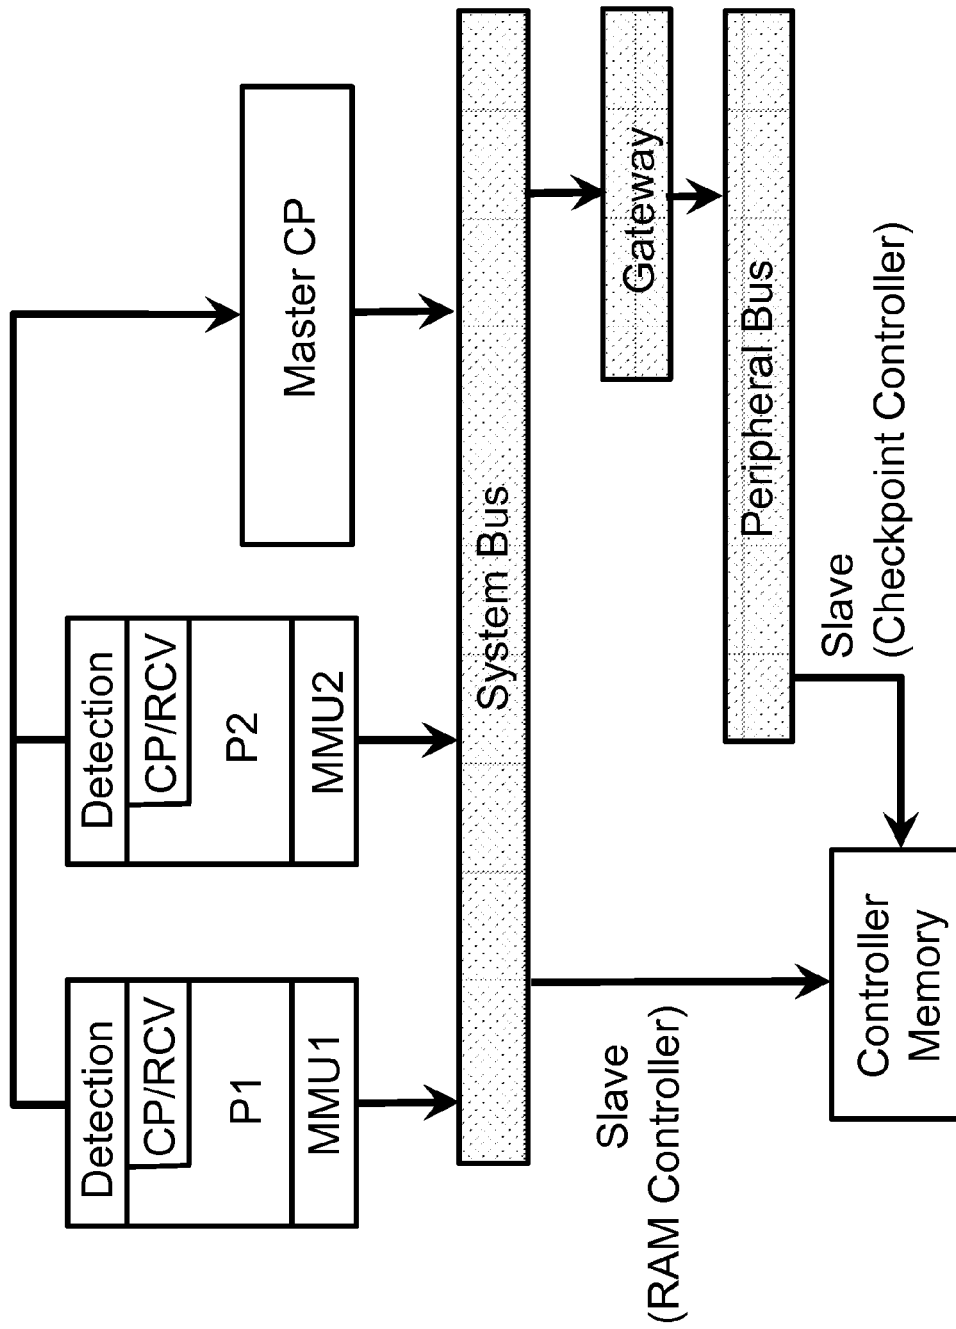 Detection
CP/RCV
P1
MMU1
Detection
CP/RCV
P2
MMU2
Master CP
System Bus
Gateway
Peripheral Bus
Slave
(RAM Controller)
Slave
(Checkpoint Controller)
Controller
Memory